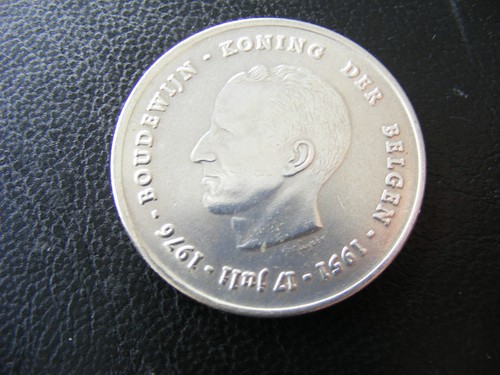 BOUDEWIJN - KONING DER BELGEN - 1951 - 17 juli - 1976 -